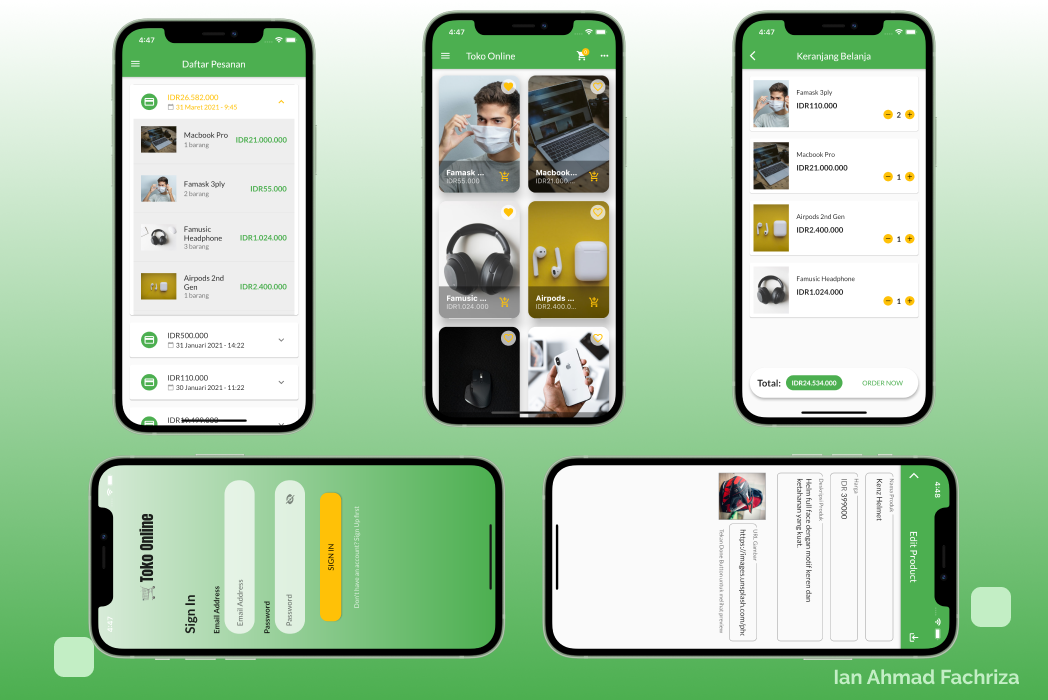 4:47
Daftar Pesanan
IDR26.582.000
31 Maret 2021 - 9:45
Macbook Pro
1 barang
IDR21.000.000
Famask 3ply
2 barang
IDR55.000
Famusic
Headphone
3 barang
IDR1.024.000
Airpods 2nd
Gen
1 barang
IDR2.400.000
IDR500.000
31 Januari 2021 - 14:22
IDR110.000
30 Januari 2021 - 11:22
4:47
Toko Online
Famask ...
IDR55.000
Macbook...
IDR21.000...
Famusic ...
IDR1.024.000
Airpods ...
IDR2.400.0...
4:47
Keranjang Belanja
Famask 3ply
IDR110.000
2
Macbook Pro
IDR21.000.000
1
Airpods 2nd Gen
IDR2.400.000
1
Famusic Headphone
IDR1.024.000
1
Total: IDR24.534.000 ORDER NOW
4:47
Toko Online
Sign In
Email Address
Email Address
Password
Password
SIGN IN
Don't have an account? Sign Up first
4:48
Edit Product
Nama Produk
Kenz Helmet
Harga
IDR 399000
Deskripsi Produk
Helm full face dengan motif keren dan
ketahanan yang kuat.
URL Gambar
https://images.unsplash.com/phc
Tekan Done Button untuk melihat preview
Ian Ahmad Fachriza